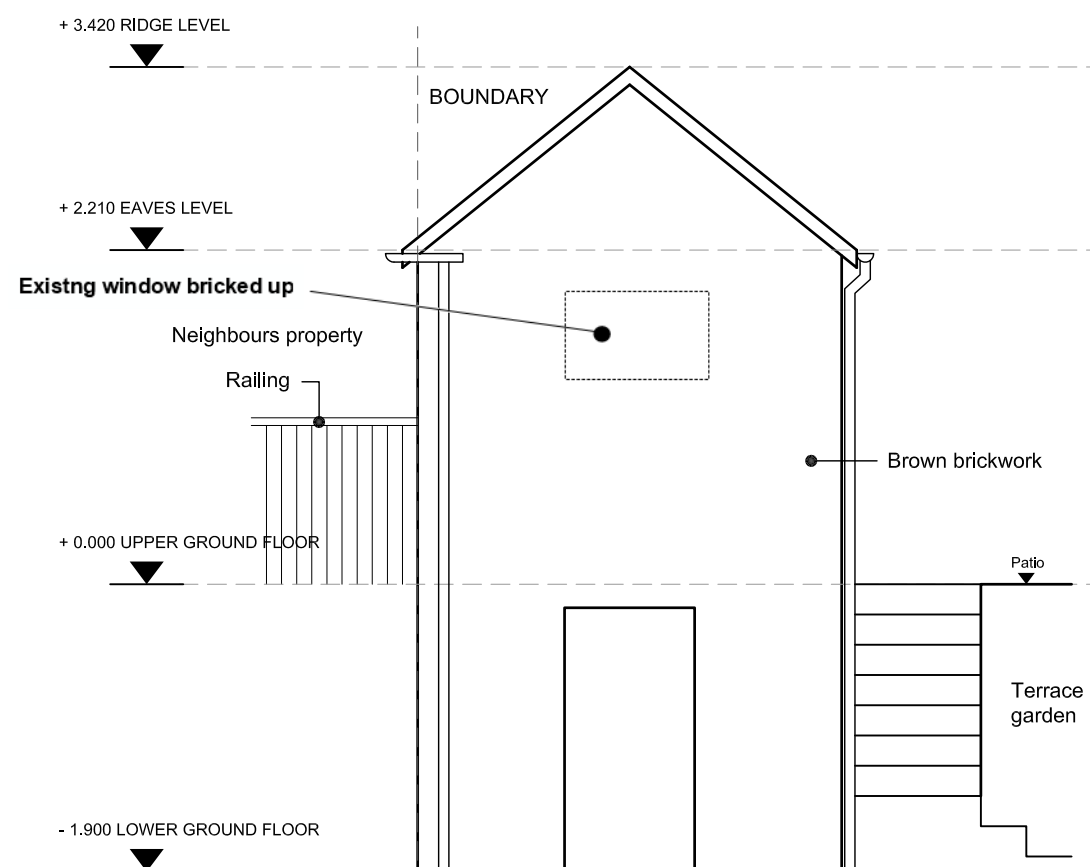 + 3.420 RIDGE LEVEL
BOUNDARY
+ 2.210 EAVES LEVEL
Existng window bricked up
Neighbours property
Railing
Brown brickwork
+ 0.000 UPPER GROUND FLOOR
Patio
Terrace
garden
- 1.900 LOWER GROUND FLOOR